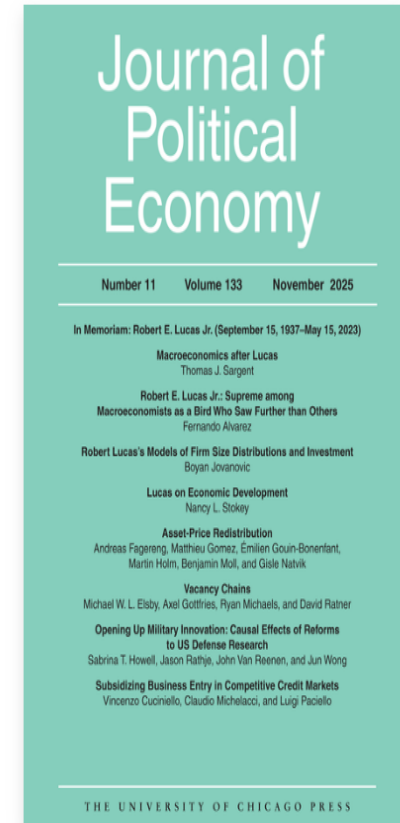 Journal of
Political
Economy
Number 11 Volume 133 November 2025
In Memoriam: Robert E. Lucas Jr. (September 15, 1937–May 15, 2023)
Macroeconomics after Lucas
Thomas J. Sargent
Robert E. Lucas Jr.: Supreme among
Macroeconomists as a Bird Who Saw Further than Others
Fernando Alvarez
Robert Lucas's Models of Firm Size Distributions and Investment
Boyan Jovanovic
Lucas on Economic Development
Nancy L. Stokey
Asset-Price Redistribution
Andreas Fagereng, Matthieu Gomez, Émilien Gouin-Bonenfant,
Martin Holm, Benjamin Moll, and Gisle Natvik
Vacancy Chains
Michael W. L. Elsby, Axel Gottfries, Ryan Michaels, and David Ratner
Opening Up Military Innovation: Causal Effects of Reforms
to US Defense Research
Sabrina T. Howell, Jason Rathje, John Van Reenen, and Jun Wong
Subsidizing Business Entry in Competitive Credit Markets
Vincenzo Cuciniello, Claudio Michelacci, and Luigi Paciello
THE UNIVERSITY OF CHICAGO PRESS